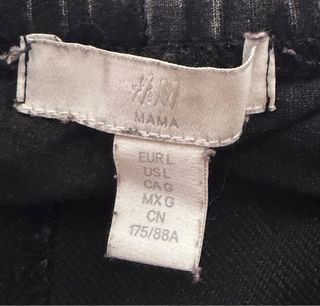 H&M
MAMA
EUR L
US L
CA G
MX G
CN
175/88A